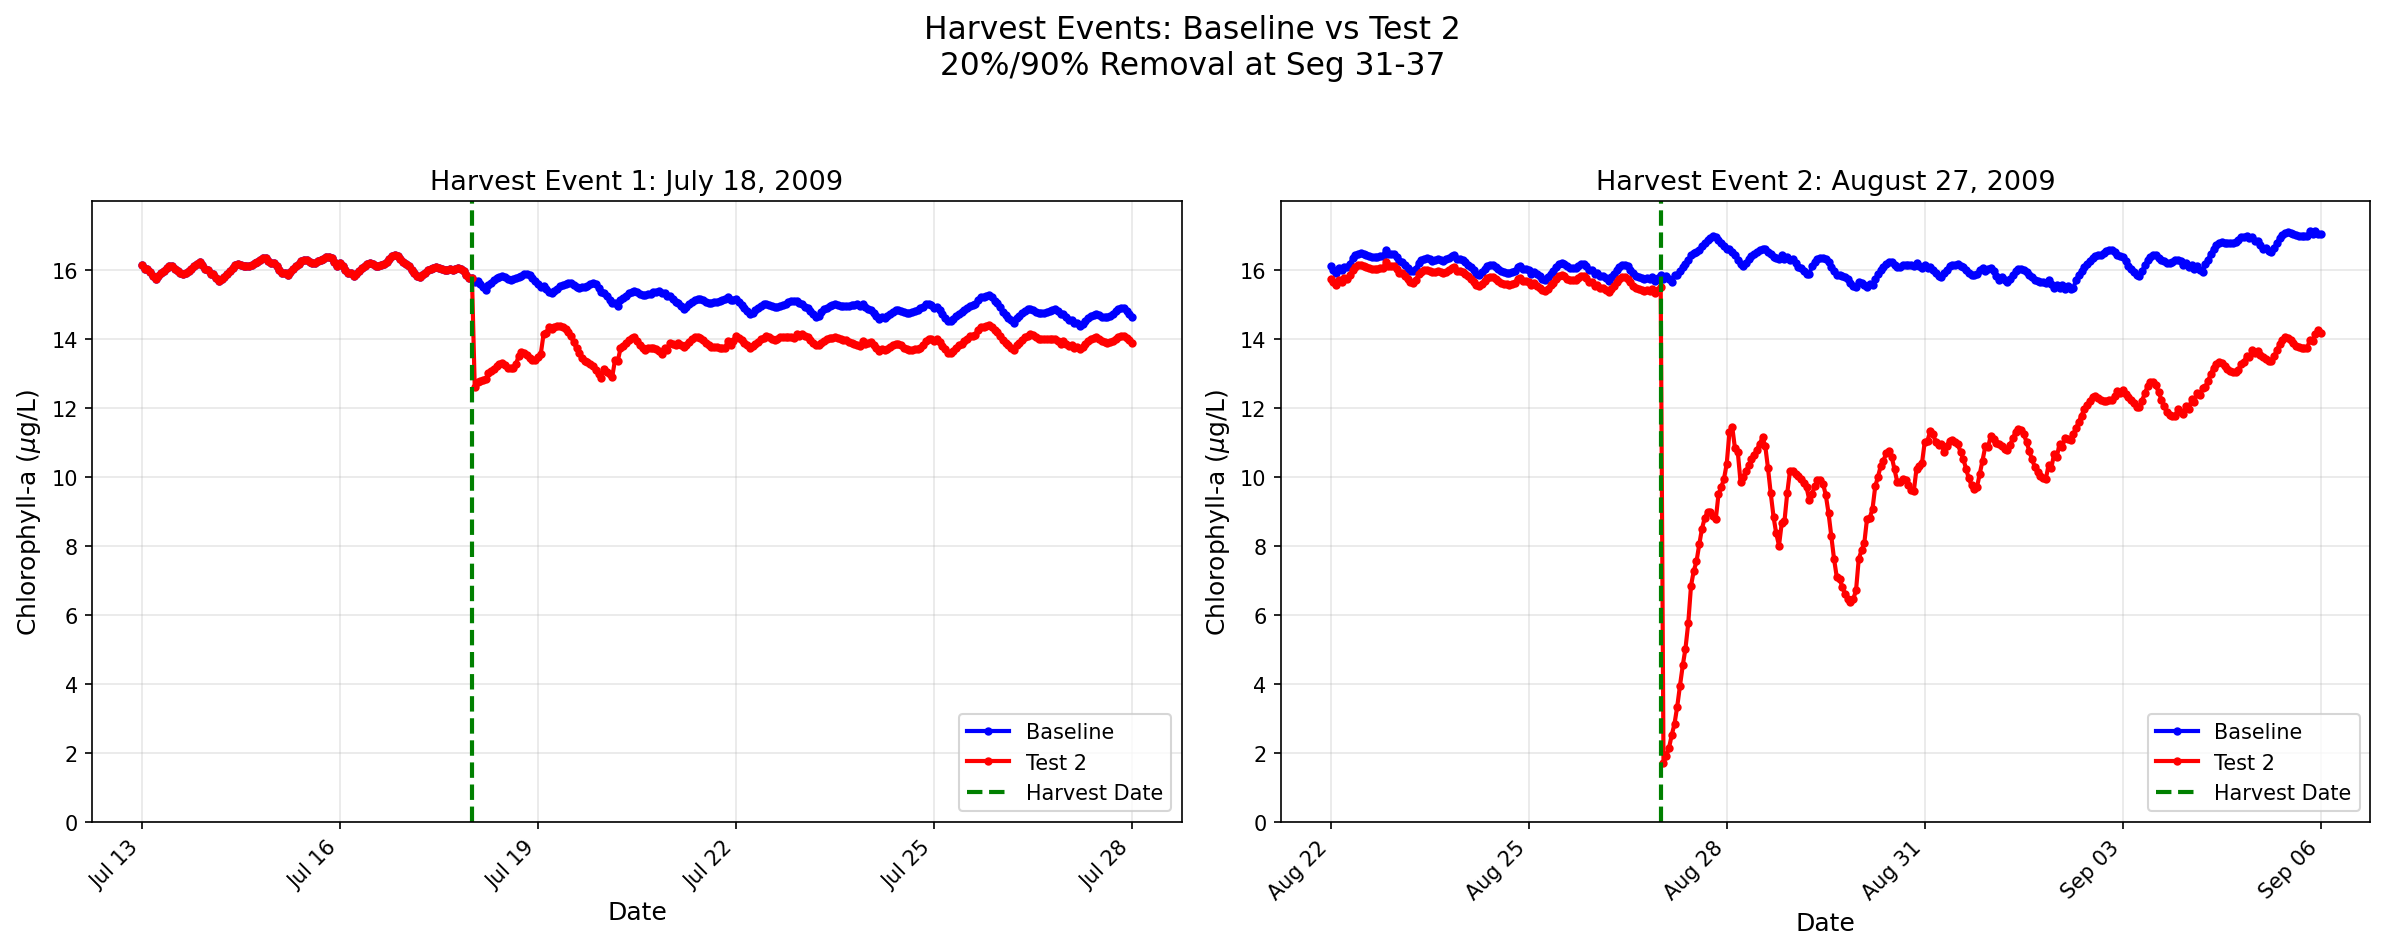 Harvest Events: Baseline vs Test 2
20%/90% Removal at Seg 31-37
Harvest Event 1: July 18, 2009
Chlorophyll-a (μg/L)
16
14
12
10
8
6
4
2
0
Jul 13
Jul 16
Jul 19
Jul 22
Jul 25
Jul 28
Date
Baseline
Test 2
Harvest Date
Harvest Event 2: August 27, 2009
Chlorophyll-a (μg/L)
16
14
12
10
8
6
4
2
0
Aug 22
Aug 25
Aug 28
Aug 31
Sep 03
Sep 06
Date
Baseline
Test 2
Harvest Date